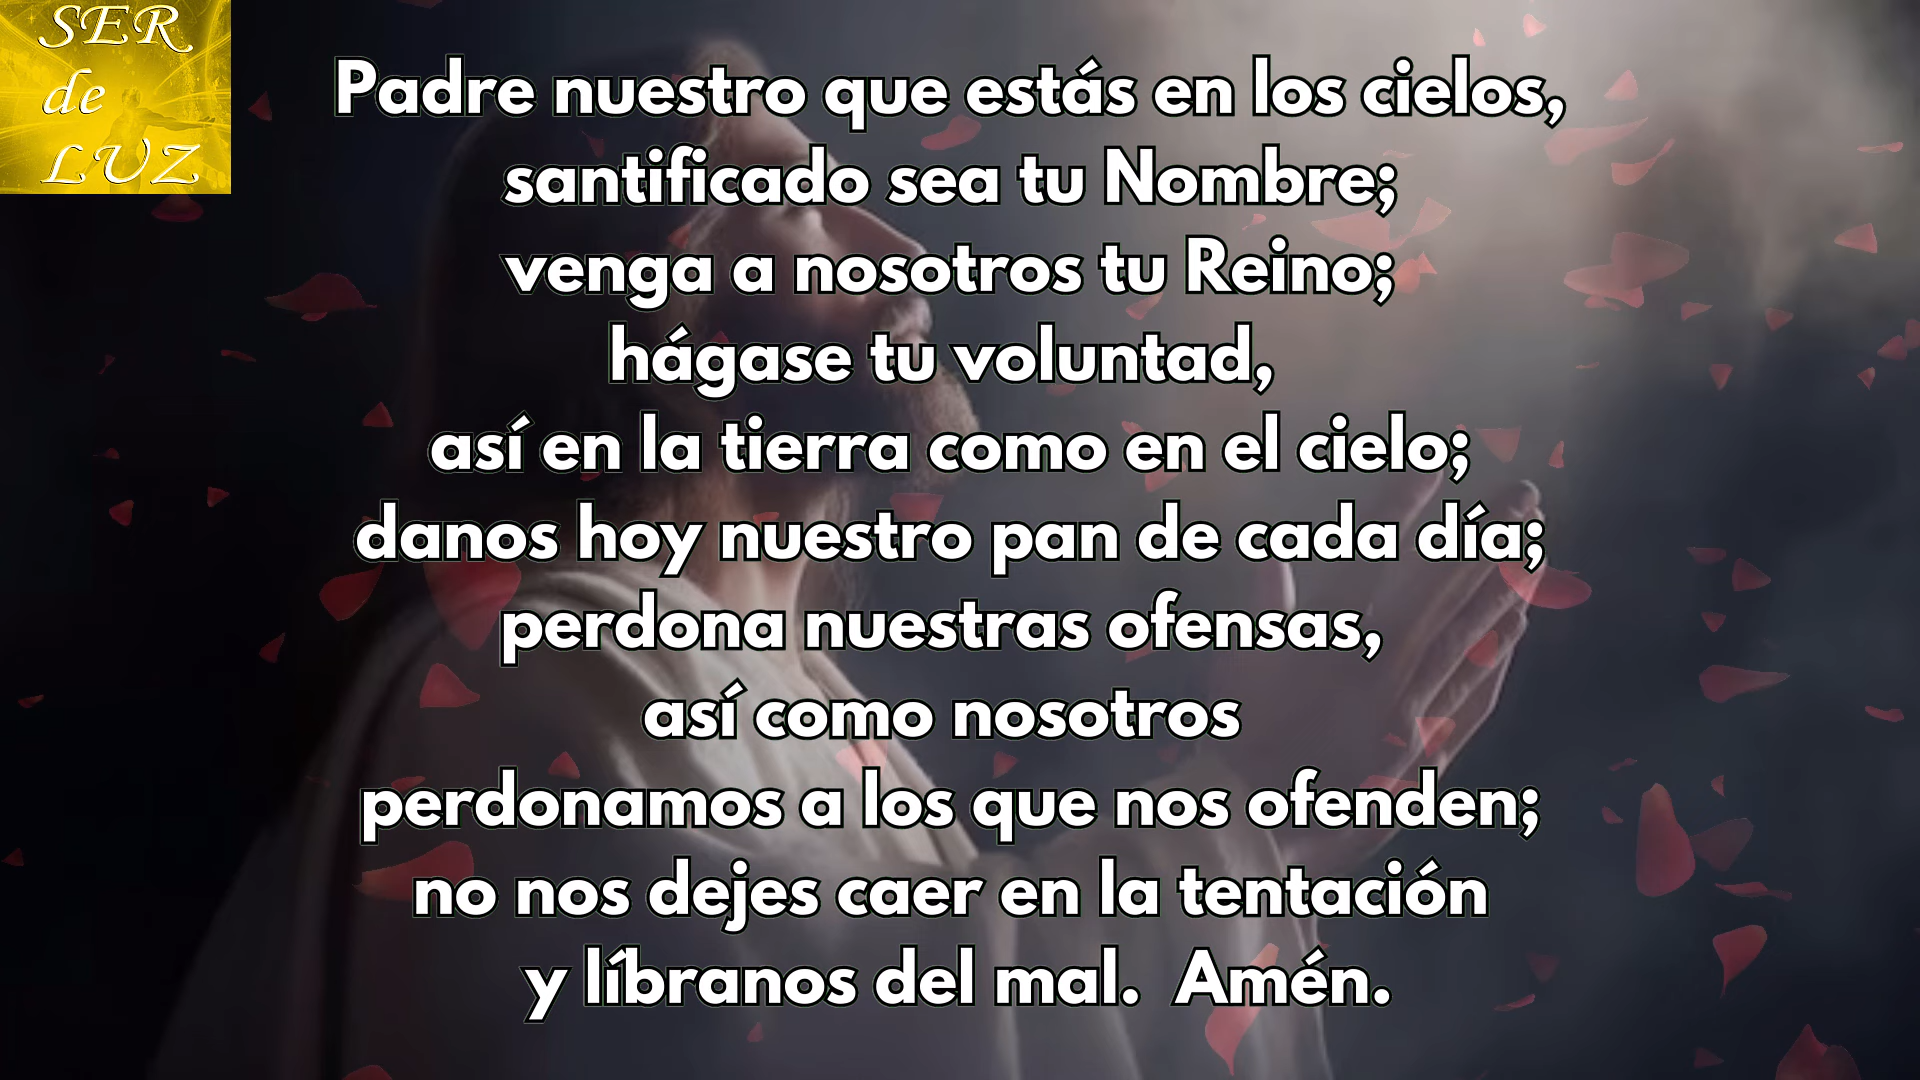 SER
de
LUZ
Padre nuestro que estás en los cielos,
santificado sea tu Nombre;
venga a nosotros tu Reino;
hágase tu voluntad,
así en la tierra como en el cielo;
danos hoy nuestro pan de cada día;
perdona nuestras ofensas,
así como nosotros
perdonamos a los que nos ofenden;
no nos dejes caer en la tentación
y líbranos del mal.  Amén.